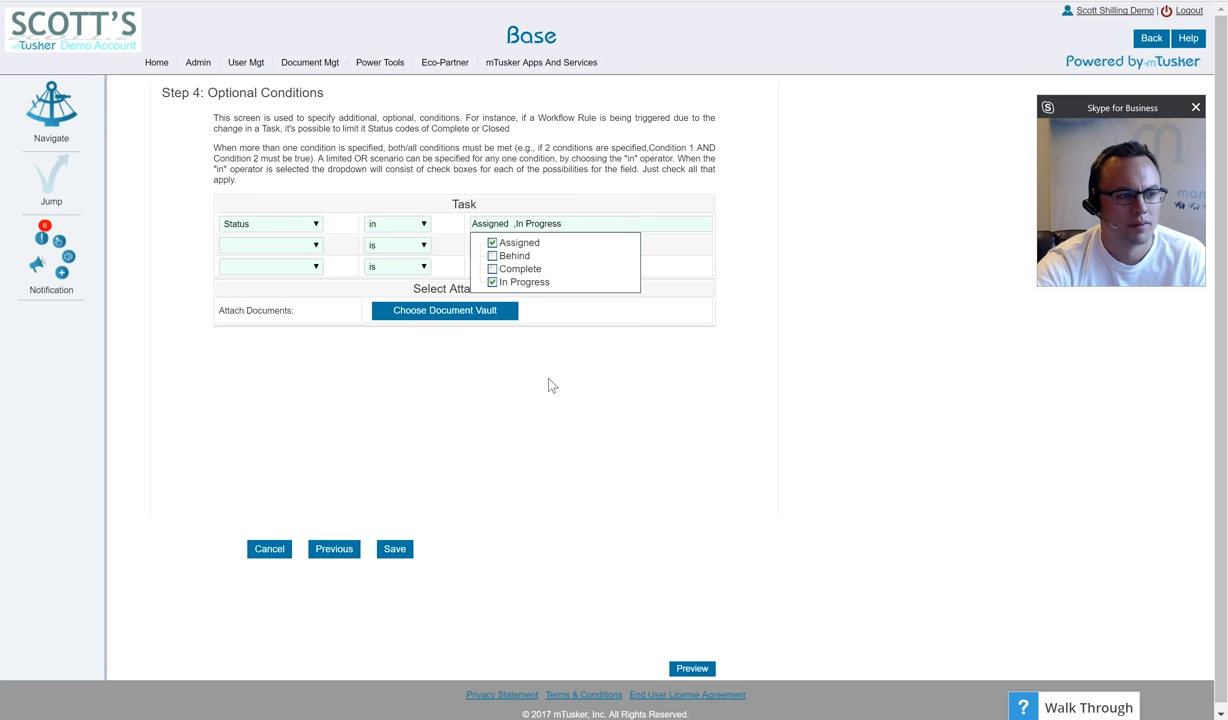 SCOTT'S
mTusker Demo Account
Base
Scott Shilling Demo | Logout
Back Help
Powered by mTusker
Home Admin User Mgt Document Mgt Power Tools Eco-Partner mTusker Apps And Services
Navigate
Jump
6
Notification
Step 4: Optional Conditions
This screen is used to specify additional, optional, conditions. For instance, if a Workflow Rule is being triggered due to the
change in a Task, it's possible to limit it Status codes of Complete or Closed
When more than one condition is specified, both/all conditions must be met (e.g., if 2 conditions are specified,Condition 1 AND
Condition 2 must be true). A limited OR scenario can be specified for any one condition, by choosing the "in" operator. When the
"in" operator is selected the dropdown will consist of check boxes for each of the possibilities for the field. Just check all that
apply.
Task
Status in Assigned ,In Progress
is
is
Assigned
Behind
Complete
In Progress
Select Atta
Attach Documents: Choose Document Vault
Cancel Previous Save
Preview
Skype for Business
Privacy Statement Terms & Conditions End User License Agreement
© 2017 mTusker, Inc. All Rights Reserved.
? Walk Through